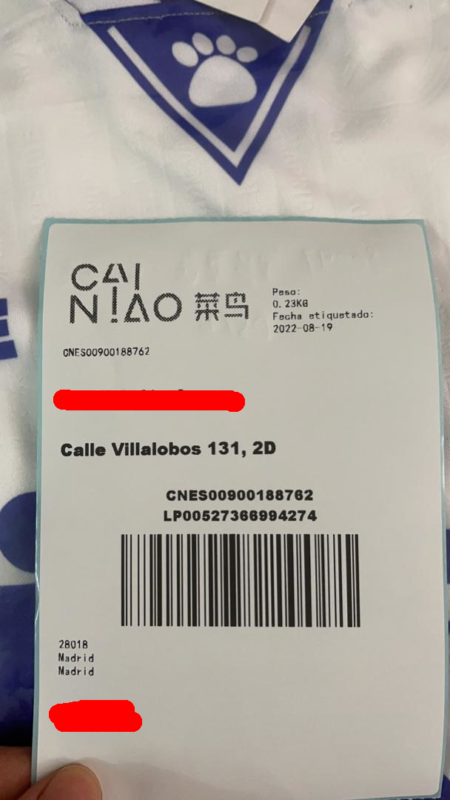 CAI
NIAO 菜鸟
Peso:
0.23KG
Fecha etiquetado:
2022-08-19
CNES00900188762
Calle Villalobos 131, 2D
CNES00900188762
LP00527366994274
28018
Madrid
Madrid